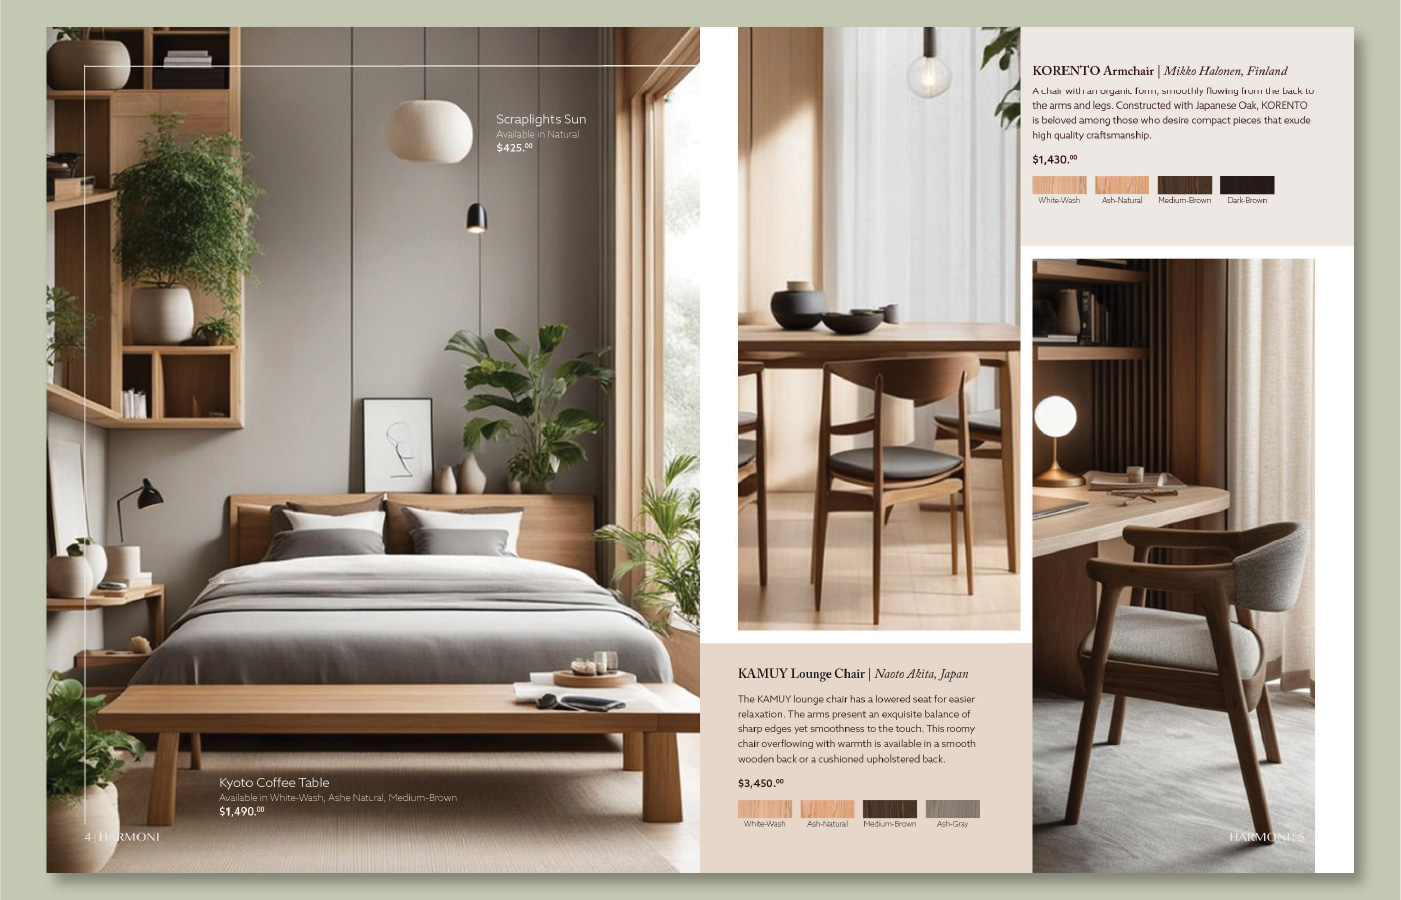 Scraplights Sun
Available in Natural
$425.00
Kyoto Coffee Table
Available in White-Wash, Ashe Natural, Medium-Brown
$1,490.00
4 | HARMONI
KORENTO Armchair | Mikko Halonen, Finland
A chair with an organic form, smoothly flowing from the back to
the arms and legs. Constructed with Japanese Oak, KORENTO
is beloved among those who desire compact pieces that exude
high quality craftsmanship.
$1,430.00
White-Wash Ash-Natural Medium-Brown Dark-Brown
KAMUY Lounge Chair | Naoto Akita, Japan
The KAMUY lounge chair has a lowered seat for easier
relaxation. The arms present an exquisite balance of
sharp edges yet smoothness to the touch. This roomy
chair overflowing with warmth is available in a smooth
wooden back or a cushioned upholstered back.
$3,450.00
White-Wash Ash-Natural Medium-Brown Ash-Gray
HARMONI | 5